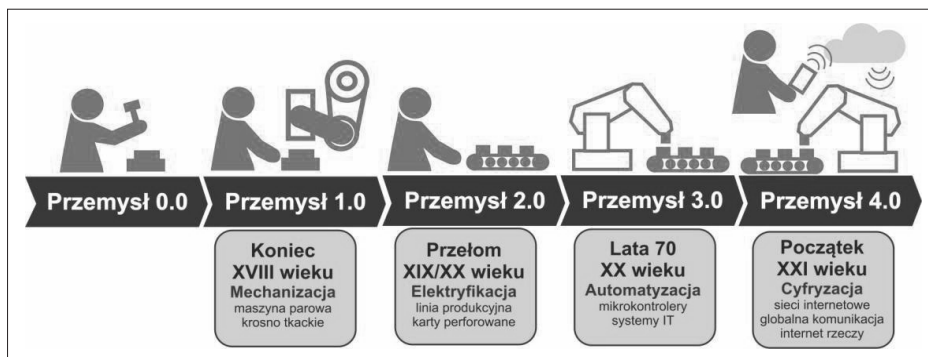 Przemysł 0.0
Przemysł 1.0
Przemysł 2.0
Przemysł 3.0
Przemysł 4.0
Koniec
XVIII wieku
Mechanizacja
maszyna parowa
krosno tkackie
Przełom
XIX/XX wieku
Elektryfikacja
linia produkcyjna
karty perforowane
Lata 70
XX wieku
Automatyzacja
mikrokontrolery
systemy IT
Początek
XXI wieku
Cyfryzacja
sieci internetowe
globalna komunikacja
internet rzeczy